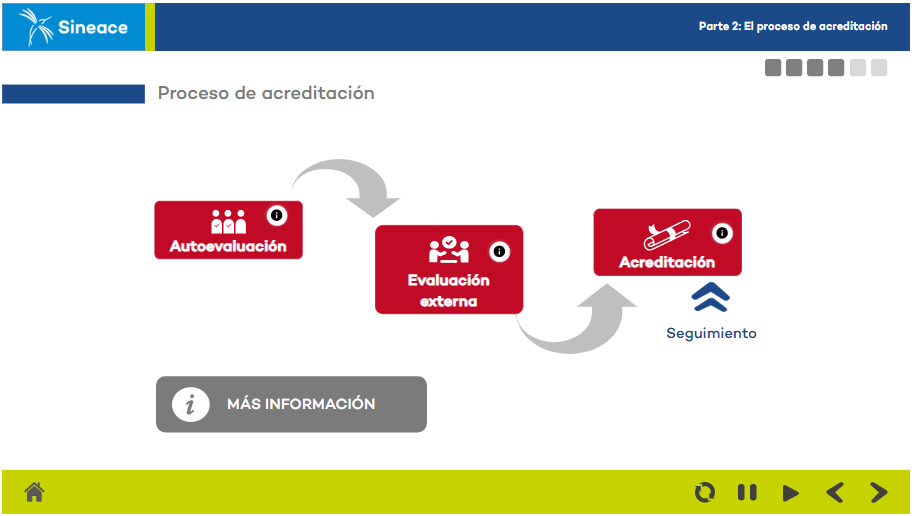 Sineace
Parte 2: El proceso de acreditación
Proceso de acreditación
Autoevaluación
Evaluación
externa
Acreditación
Seguimiento
i
MÁS INFORMACIÓN